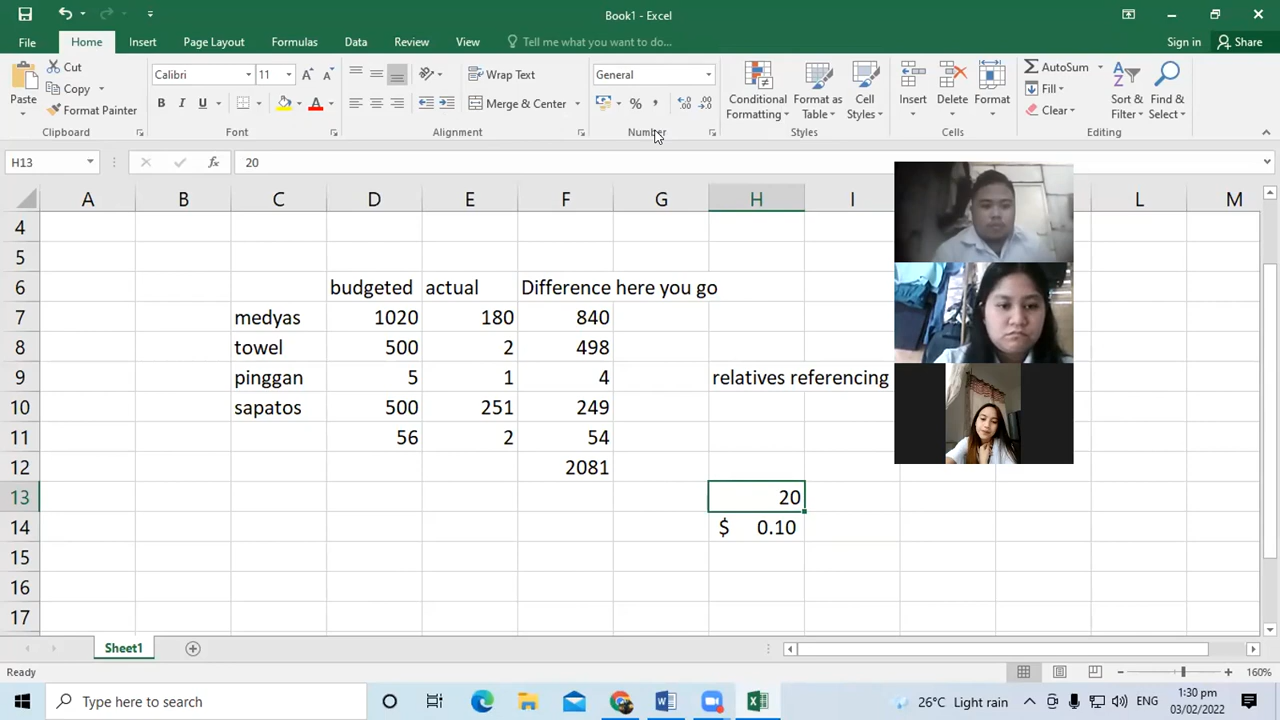 Book1 - Excel
File Home Insert Page Layout Formulas Data Review View Tell me what you want to do... Sign in Share
Paste
Cut
Copy
Format Painter
Clipboard
Calibri 11
B I U
Font
Wrap Text
Merge & Center
Alignment
General
%
Number
Conditional Formatting
Format as Table
Cell Styles
Styles
Insert Delete Format
Cells
AutoSum
Fill
Clear
Sort & Filter
Find & Select
Editing
H13 fx 20
A B C D E F G H I L M
4
5
6 budgeted actual Difference here you go
7 medyas 1020 180 840
8 towel 500 2 498
9 pinggan 5 1 4 relatives referencing
10 sapatos 500 251 249
11 56 2 54
12 2081
13 20
14 $ 0.10
15
16
17
Sheet1
Ready 160%
Type here to search 26°C Light rain ENG 1:30 pm
03/02/2022